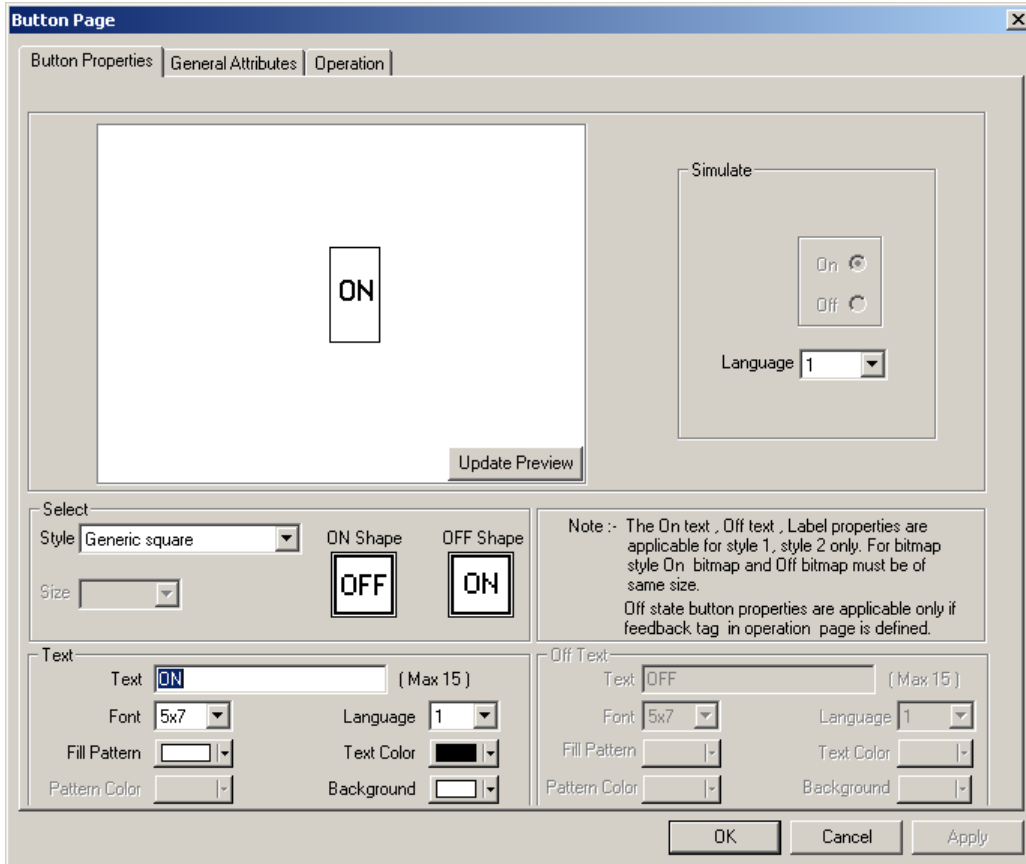 Button Page
Button Properties General Attributes Operation
ON
Update Preview
Simulate
On
Off
Language 1
Select
Style Generic square
Size
ON Shape OFF Shape
OFF ON
Note :- The On text , Off text , Label properties are
applicable for style 1, style 2 only. For bitmap
style On bitmap and Off bitmap must be of
same size.
Off state button properties are applicable only if
feedback tag in operation page is defined.
Text
Text ON ( Max 15 )
Font 5x7 Language 1
Fill Pattern Text Color
Pattern Color Background
Off Text
Text OFF ( Max 15 )
Font 5x7 Language 1
Fill Pattern Text Color
Pattern Color Background
OK Cancel Apply